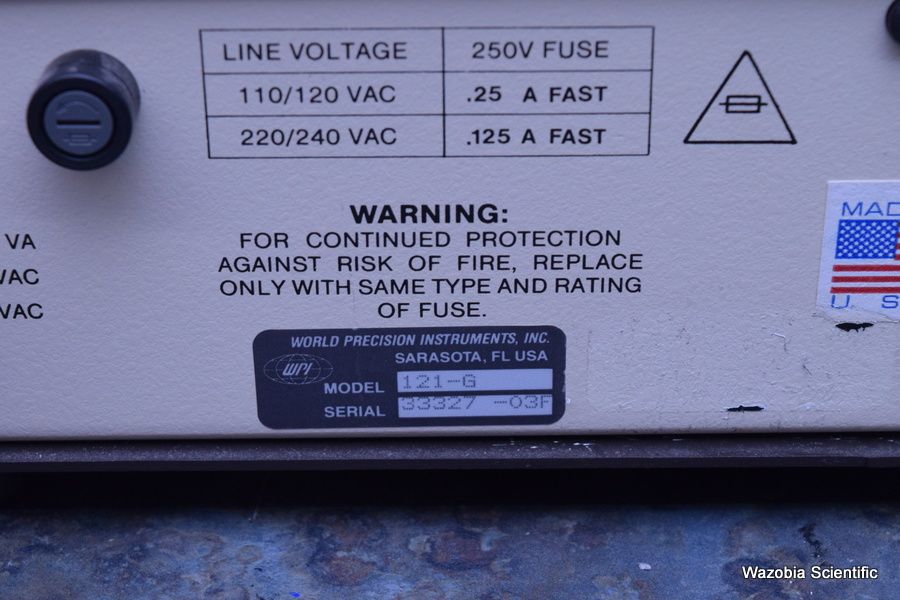 LINE VOLTAGE 250V FUSE
110/120 VAC .25 A FAST
220/240 VAC .125 A FAST
WARNING:
FOR CONTINUED PROTECTION
AGAINST RISK OF FIRE, REPLACE
ONLY WITH SAME TYPE AND RATING
OF FUSE.
VA
VAC
VAC
MAD
U. S
WORLD PRECISION INSTRUMENTS, INC.
SARASOTA, FL USA
WPI
MODEL 121-G
SERIAL 33327 -03F
Wazobia Scientific